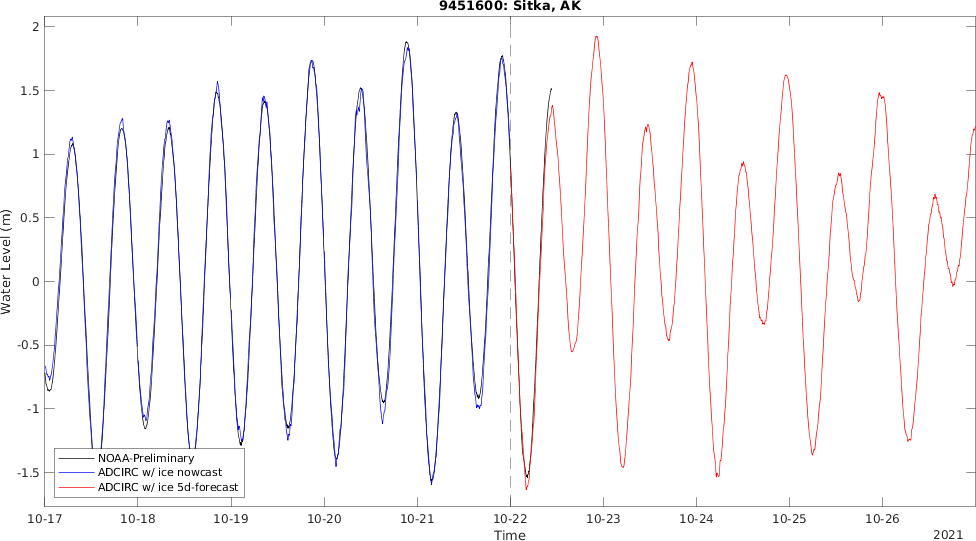 9451600: Sitka, AK
2
1.5
1
0.5
0
-0.5
-1
-1.5
Water Level (m)
NOAA-Preliminary
ADCIRC w/ ice nowcast
ADCIRC w/ ice 5d-forecast
10-17 10-18 10-19 10-20 10-21 10-22 10-23 10-24 10-25 10-26
Time
2021